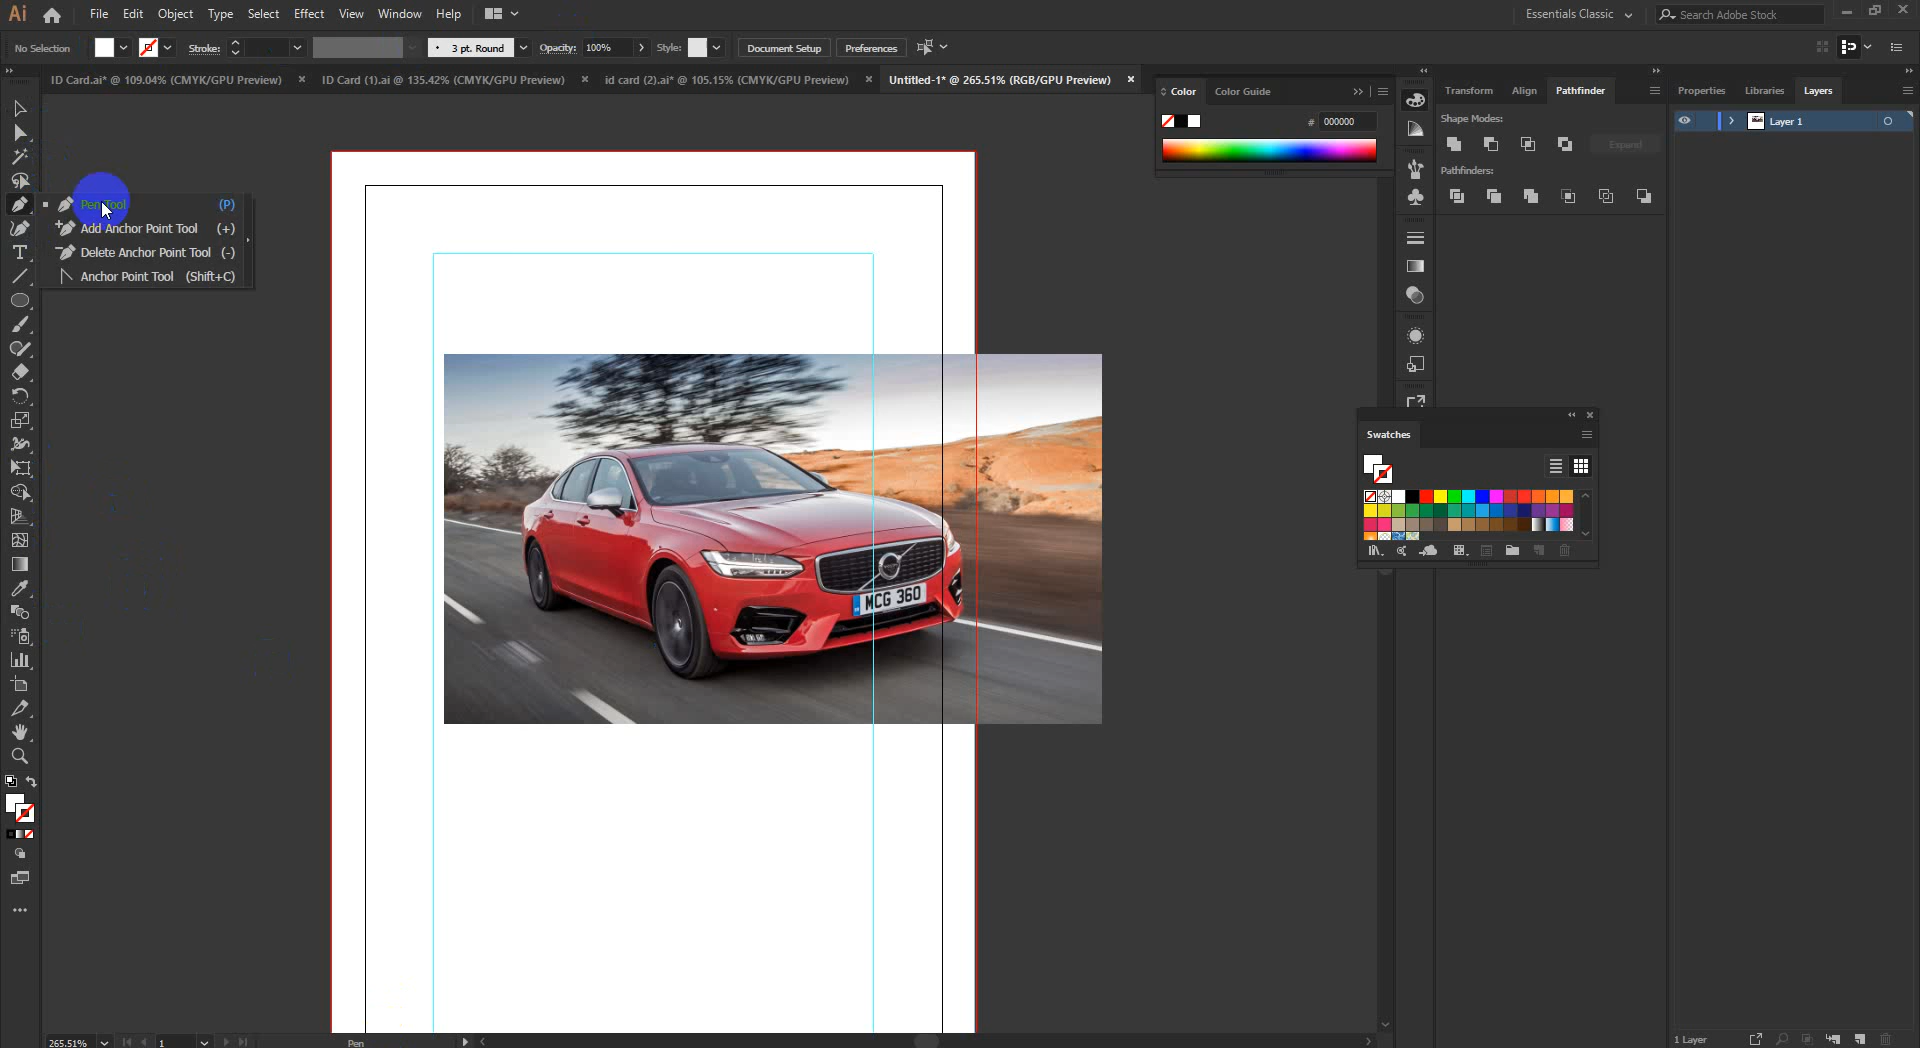 Ai File Edit Object Type Select Effect View Window Help Essentials Classic Search Adobe Stock
No Selection Stroke: 3 pt. Round Opacity: 100% Style: Document Setup Preferences
ID Card.ai* @ 109.04% (CMYK/GPU Preview) × ID Card (1).ai @ 135.42% (CMYK/GPU Preview) × id card (2).ai* @ 105.15% (CMYK/GPU Preview) × Untitled-1* @ 265.51% (RGB/GPU Preview) ×
Color Color Guide
# 000000
Transform Align Pathfinder
Shape Modes:
Expand
Pathfinders:
Properties Libraries Layers
Layer 1
Pen Tool (P)
Add Anchor Point Tool (+)
Delete Anchor Point Tool (-)
Anchor Point Tool (Shift+C)
Swatches
MCG 360
265.51% 1 Pen
1 Layer